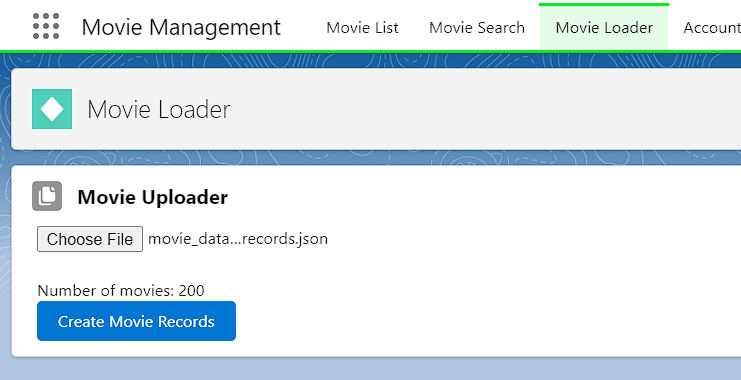 Movie Management Movie List Movie Search Movie Loader Account
Movie Loader
Movie Uploader
Choose File movie_data...records.json
Number of movies: 200
Create Movie Records